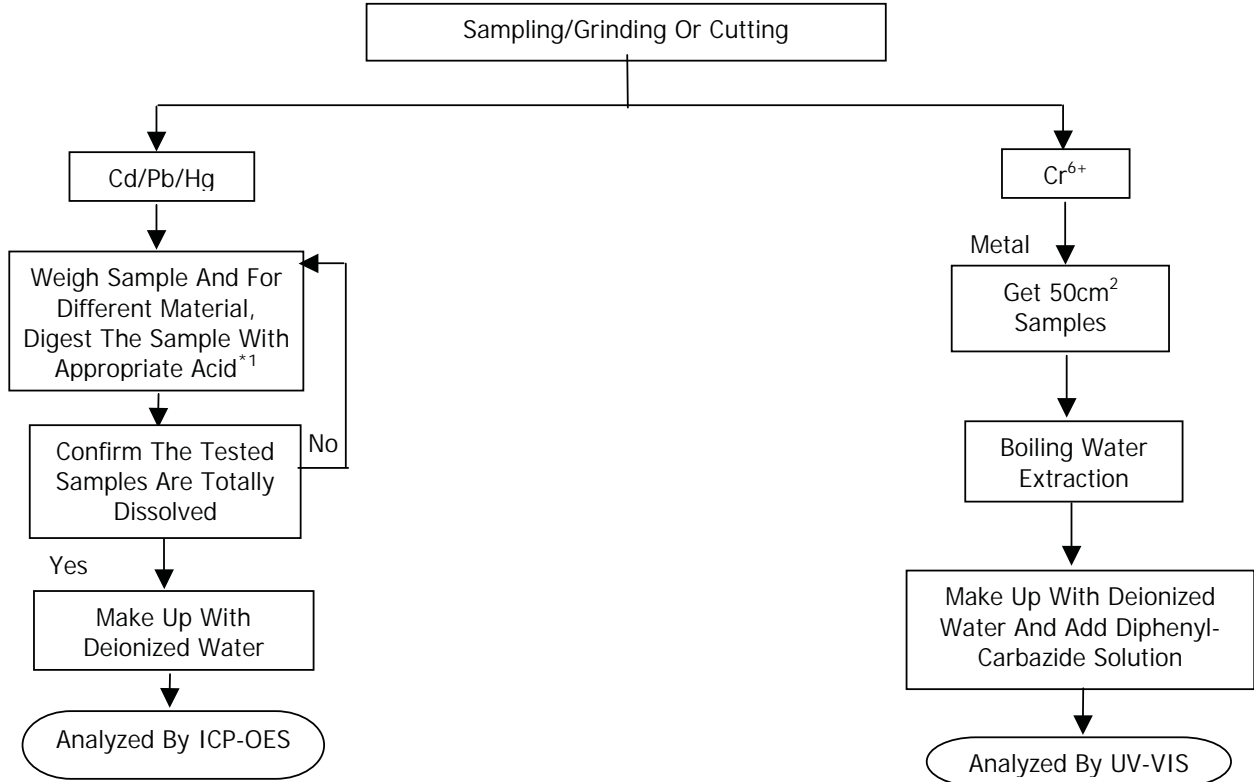 Sampling/Grinding Or Cutting
Cd/Pb/Hg
Weigh Sample And For
Different Material,
Digest The Sample With
Appropriate Acid*1
Confirm The Tested
Samples Are Totally
Dissolved
No
Yes
Make Up With
Deionized Water
Analyzed By ICP-OES
Cr6+
Metal
Get 50cm2
Samples
Boiling Water
Extraction
Make Up With Deionized
Water And Add Diphenyl-
Carbazide Solution
Analyzed By UV-VIS